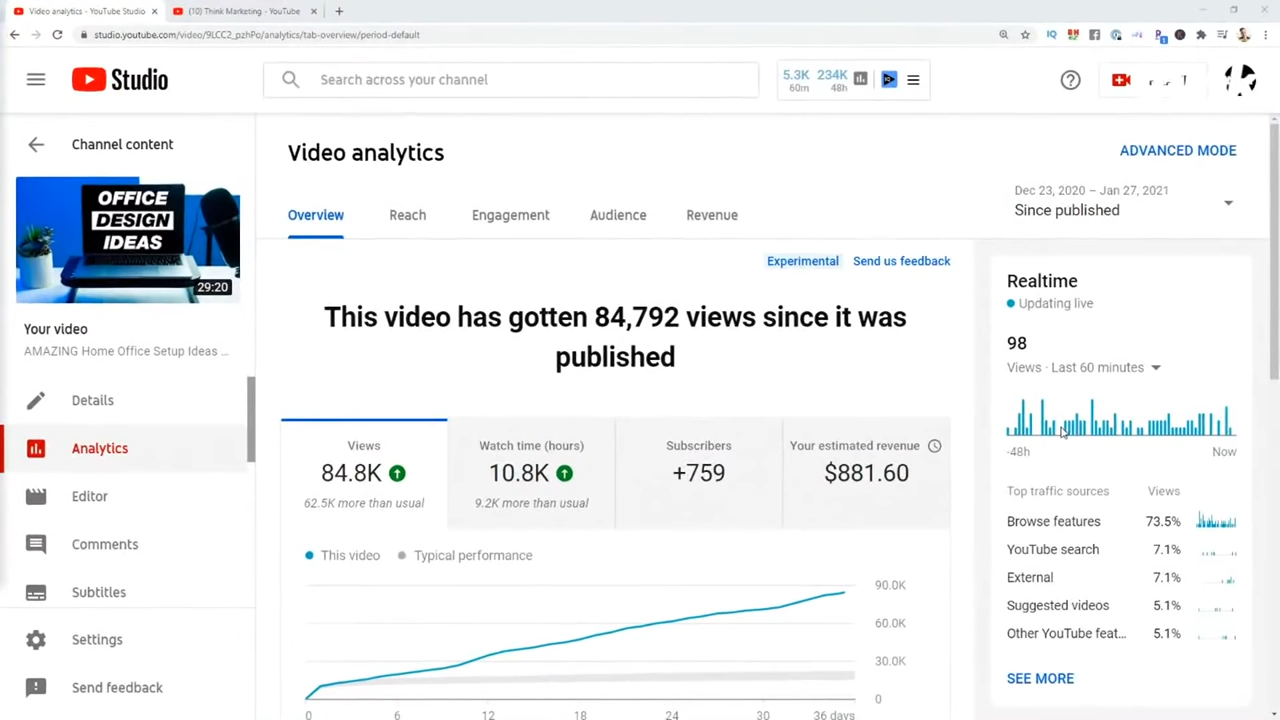 Video analytics - YouTube Studio
(10) Think Marketing - YouTube
studio.youtube.com/video/9LCC2_pzhPo/analytics/tab-overview/period-default
Studio
Search across your channel
5.3K 234K
60m 48h
Channel content
OFFICE
DESIGN
IDEAS
29:20
Your video
AMAZING Home Office Setup Ideas ...
Details
Analytics
Editor
Comments
Subtitles
Settings
Send feedback
Video analytics
ADVANCED MODE
Overview
Reach
Engagement
Audience
Revenue
Dec 23, 2020 – Jan 27, 2021
Since published
Experimental
Send us feedback
This video has gotten 84,792 views since it was
published
Views
84.8K
62.5K more than usual
Watch time (hours)
10.8K
9.2K more than usual
Subscribers
+759
Your estimated revenue
$881.60
This video
Typical performance
90.0K
60.0K
30.0K
0
0 6 12 18 24 30 36 days
Realtime
Updating live
98
Views · Last 60 minutes
-48h Now
Top traffic sources Views
Browse features 73.5%
YouTube search 7.1%
External 7.1%
Suggested videos 5.1%
Other YouTube feat... 5.1%
SEE MORE